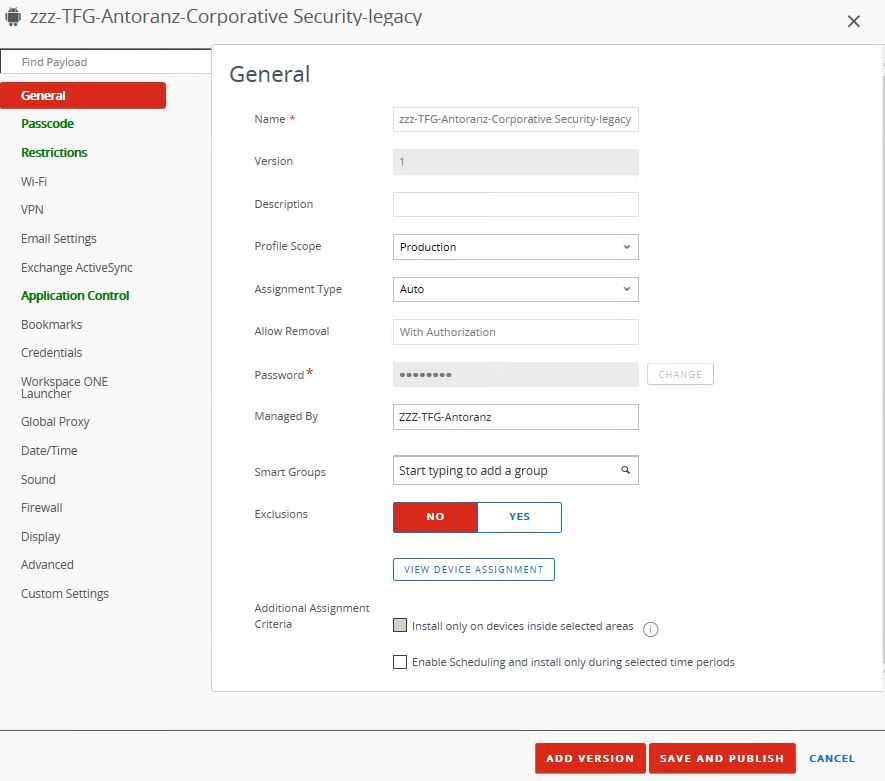 zzz-TFG-Antoranz-Corporative Security-legacy
Find Payload
General
Passcode
Restrictions
Wi-Fi
VPN
Email Settings
Exchange ActiveSync
Application Control
Bookmarks
Credentials
Workspace ONE
Launcher
Global Proxy
Date/Time
Sound
Firewall
Display
Advanced
Custom Settings
General
Name * zzz-TFG-Antoranz-Corporative Security-legacy
Version 1
Description
Profile Scope Production
Assignment Type Auto
Allow Removal With Authorization
Password * •••••••• CHANGE
Managed By ZZZ-TFG-Antoranz
Smart Groups Start typing to add a group
Exclusions NO YES
VIEW DEVICE ASSIGNMENT
Additional Assignment
Criteria
Install only on devices inside selected areas i
Enable Scheduling and install only during selected time periods
ADD VERSION SAVE AND PUBLISH CANCEL